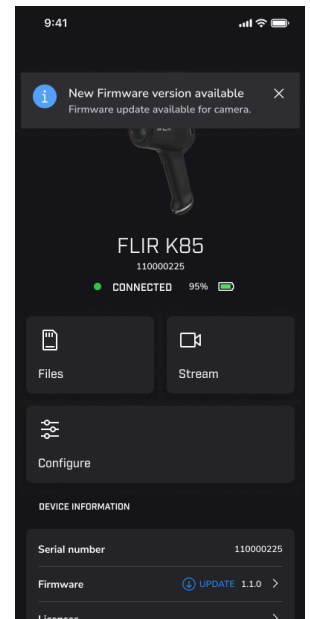 9:41
New Firmware version available
Firmware update available for camera.
FLIR K85
110000225
CONNECTED 95%
Files
Stream
Configure
DEVICE INFORMATION
Serial number 110000225
Firmware UPDATE 1.1.0
Licenses